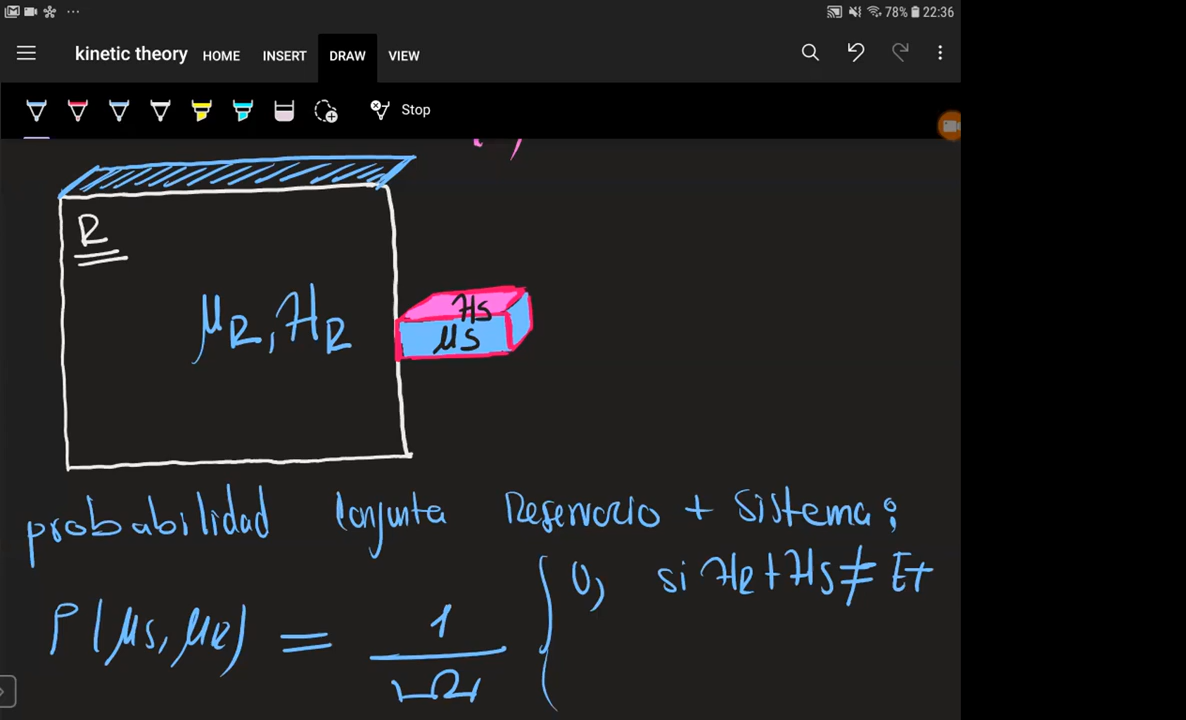 78% 22:36
kinetic theory HOME INSERT DRAW VIEW
Stop
R
μR, HR
HS
μS
probabilidad conjunta Reservorio + Sistema:
P(μs, μR) = 1/Ω { 0, si HR + HS ≠ ET